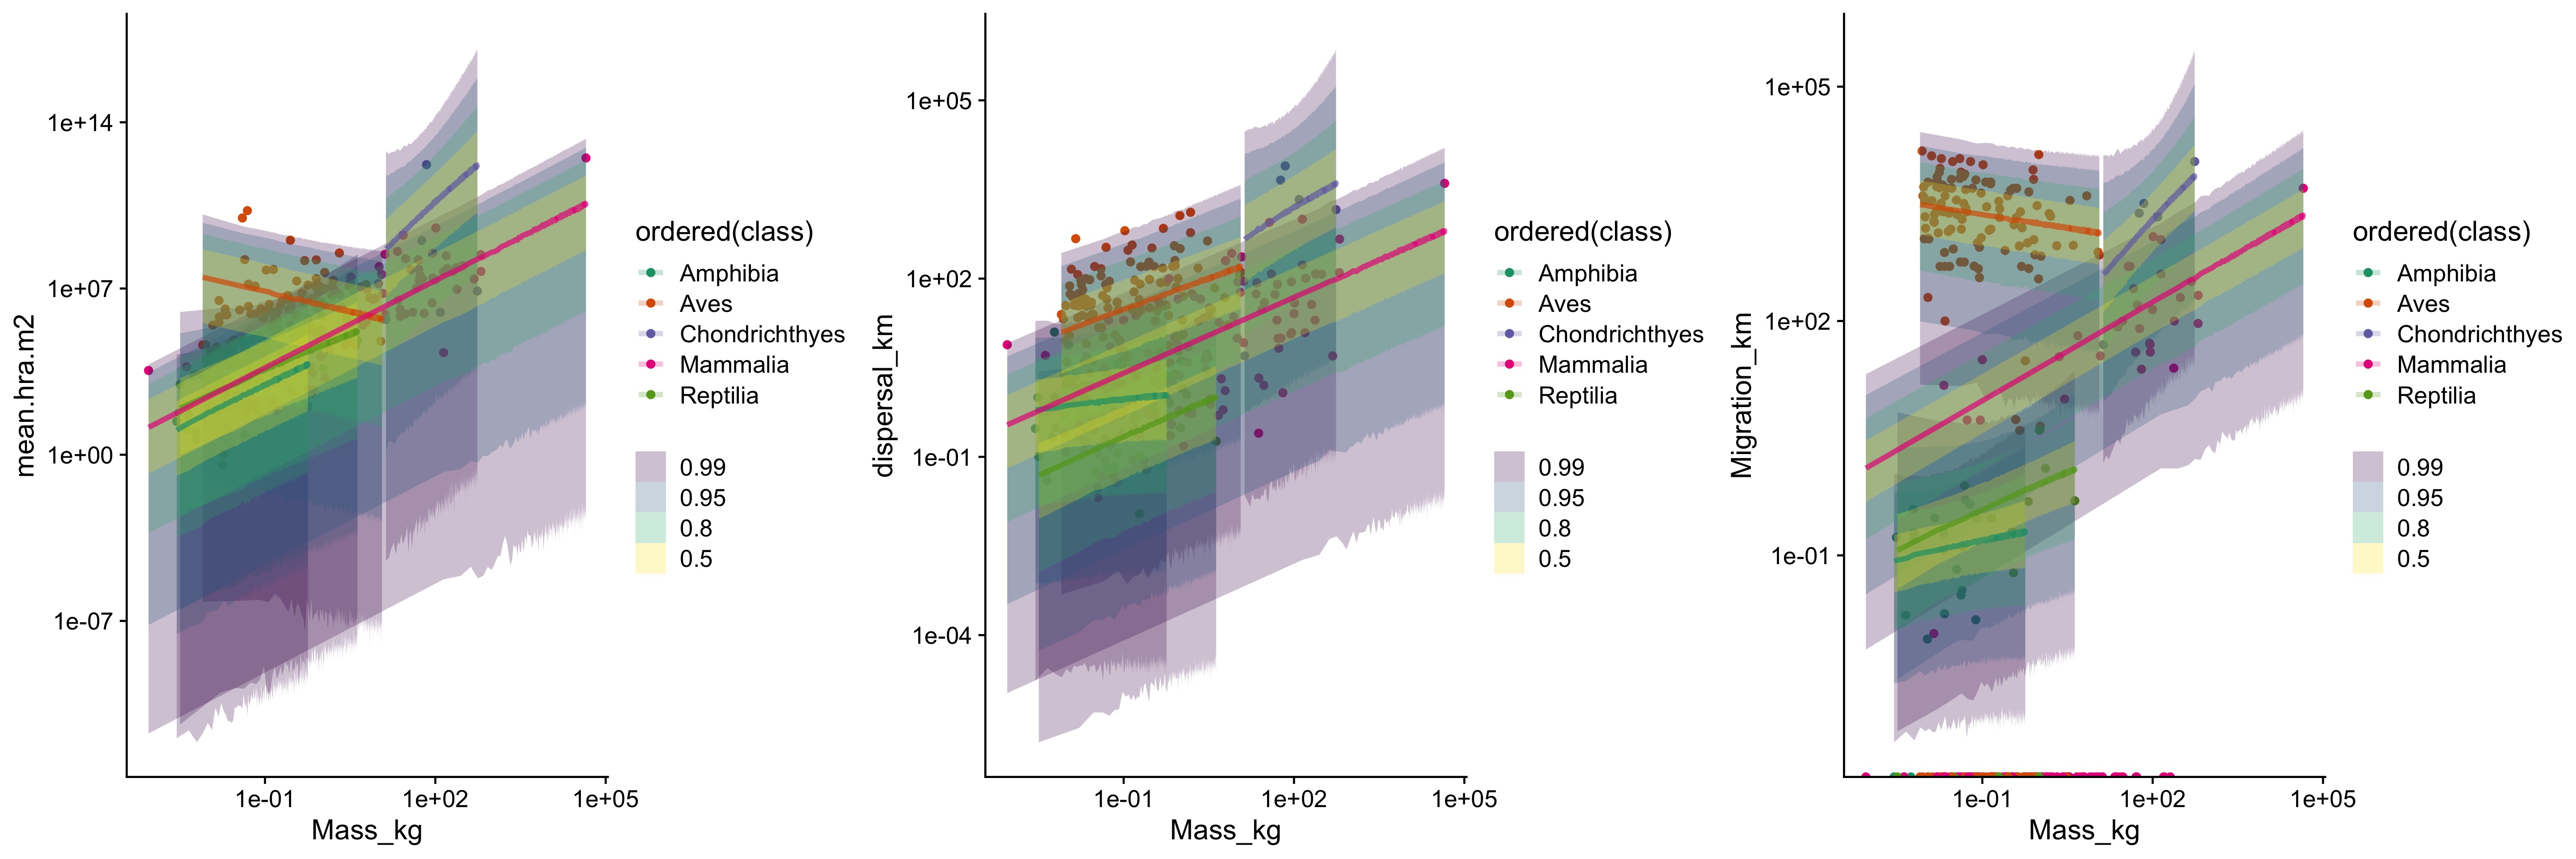 mean.hra.m2
1e+14
1e+07
1e+00
1e-07
1e-01
1e+02
1e+05
Mass_kg
ordered(class)
Amphibia
Aves
Chondrichthyes
Mammalia
Reptilia
0.99
0.95
0.8
0.5
dispersal_km
1e+05
1e+02
1e-01
1e-04
1e-01
1e+02
1e+05
Mass_kg
ordered(class)
Amphibia
Aves
Chondrichthyes
Mammalia
Reptilia
0.99
0.95
0.8
0.5
Migration_km
1e+05
1e+02
1e-01
1e-01
1e+02
1e+05
Mass_kg
ordered(class)
Amphibia
Aves
Chondrichthyes
Mammalia
Reptilia
0.99
0.95
0.8
0.5